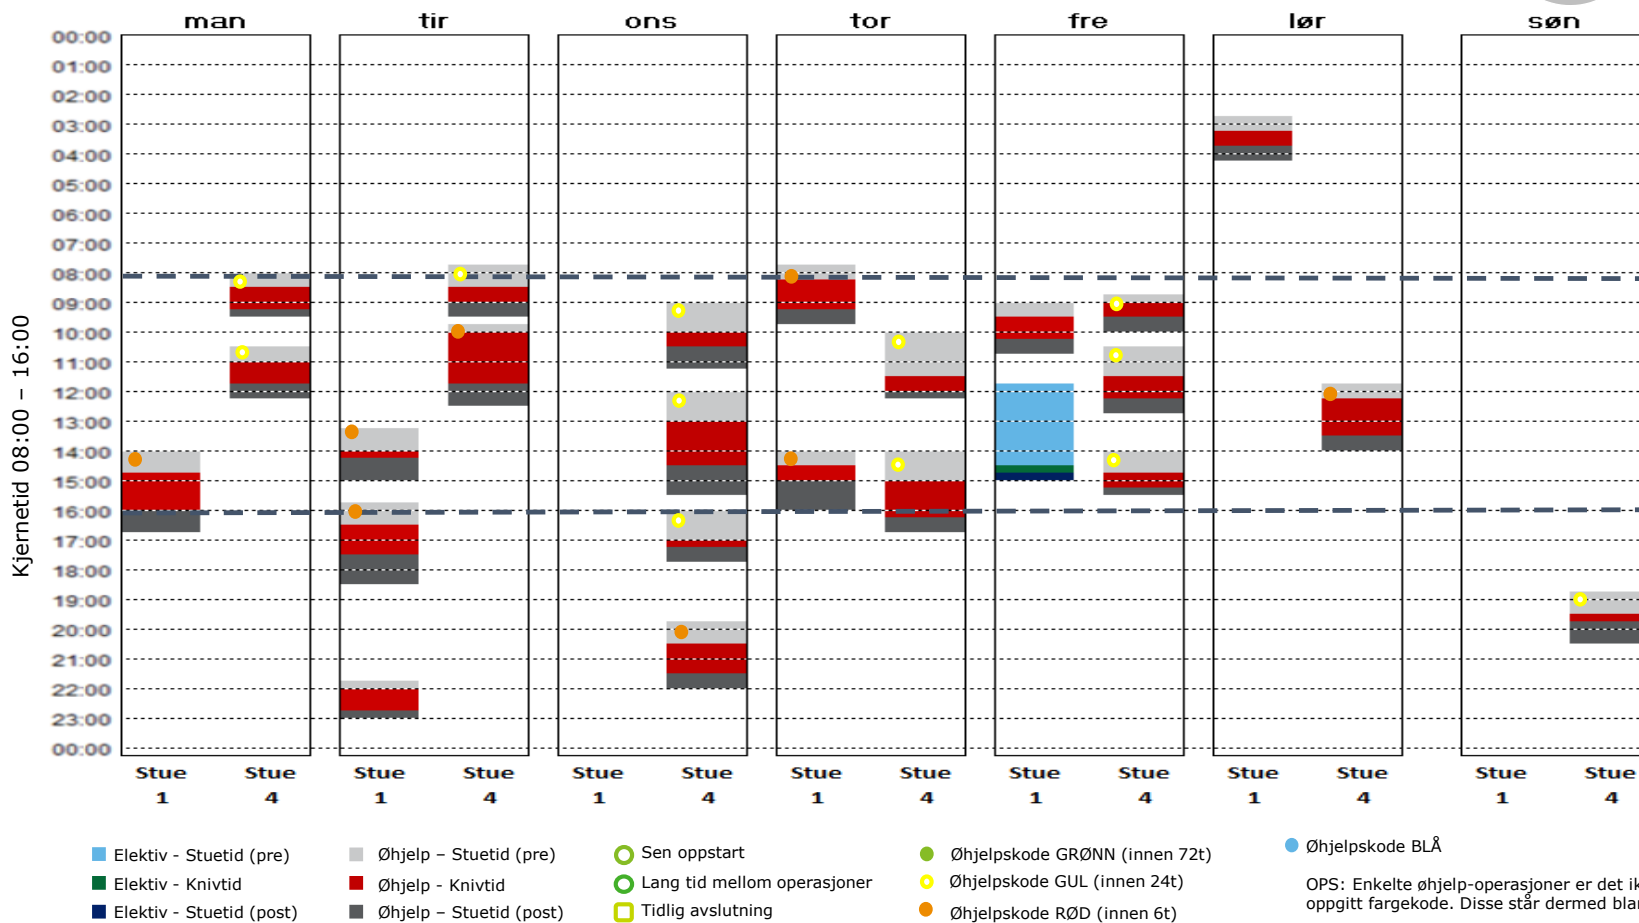 man tir ons tor fre lør søn
00:00
01:00
02:00
03:00
04:00
05:00
06:00
07:00
08:00
09:00
10:00
11:00
12:00
13:00
14:00
15:00
16:00
17:00
18:00
19:00
20:00
21:00
22:00
23:00
00:00
Kjernetid 08:00 – 16:00
Stue Stue Stue Stue Stue Stue Stue Stue Stue Stue Stue Stue Stue Stue
1 4 1 4 1 4 1 4 1 4 1 4 1 4
Elektiv - Stuetid (pre)
Elektiv - Knivtid
Elektiv - Stuetid (post)
Øhjelp – Stuetid (pre)
Øhjelp - Knivtid
Øhjelp – Stuetid (post)
Sen oppstart
Lang tid mellom operasjoner
Tidlig avslutning
Øhjelpskode GRØNN (innen 72t)
Øhjelpskode GUL (innen 24t)
Øhjelpskode RØD (innen 6t)
Øhjelpskode BLÅ
OPS: Enkelte øhjelp-operasjoner er det
oppgitt fargekode. Disse står dermed